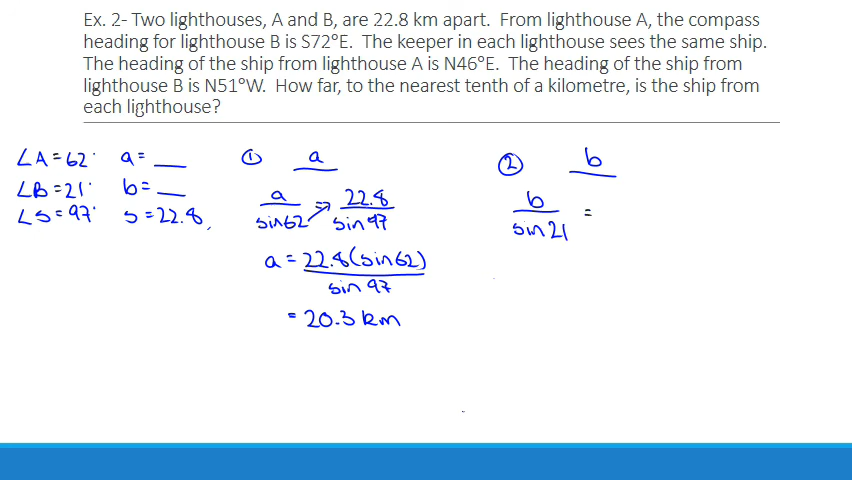 Ex. 2- Two lighthouses, A and B, are 22.8 km apart. From lighthouse A, the compass
heading for lighthouse B is S72°E. The keeper in each lighthouse sees the same ship.
The heading of the ship from lighthouse A is N46°E. The heading of the ship from
lighthouse B is N51°W. How far, to the nearest tenth of a kilometre, is the ship from
each lighthouse?
∠A = 62°
∠B = 21°
∠S = 97°
a = __
b = __
s = 22.8
① a
a/sin62 = 22.8/sin97
a = 22.8(sin62)/sin97
= 20.3 km
② b
b/sin21 =